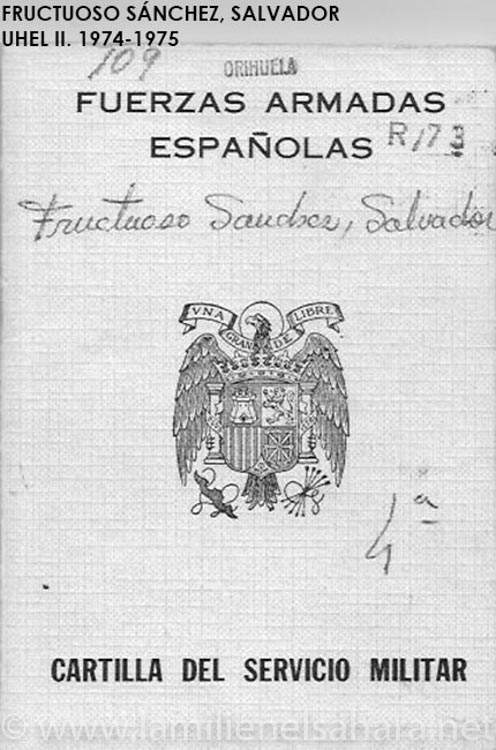 FRUCTUOSO SÁNCHEZ, SALVADOR
UHEL II. 1974-1975
109
ORIHUELA
FUERZAS ARMADAS
ESPAÑOLAS
R/173
Fructuoso Sanchez, Salvador
VNA GRANDE LIBRE
4ª
CARTILLA DEL SERVICIO MILITAR
© www.lamilienelsahara.net